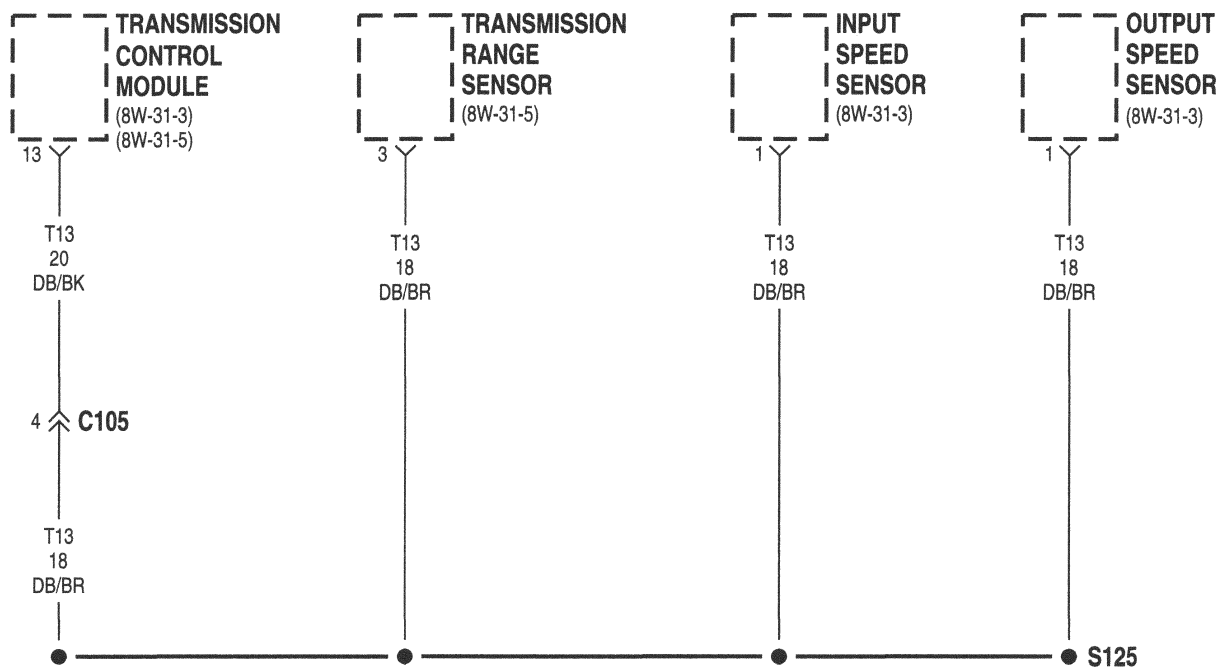 TRANSMISSION
CONTROL
MODULE
(8W-31-3)
(8W-31-5)
TRANSMISSION
RANGE
SENSOR
(8W-31-5)
INPUT
SPEED
SENSOR
(8W-31-3)
OUTPUT
SPEED
SENSOR
(8W-31-3)
13
3
1
1
T13
20
DB/BK
T13
18
DB/BR
T13
18
DB/BR
T13
18
DB/BR
4 C105
T13
18
DB/BR
S125